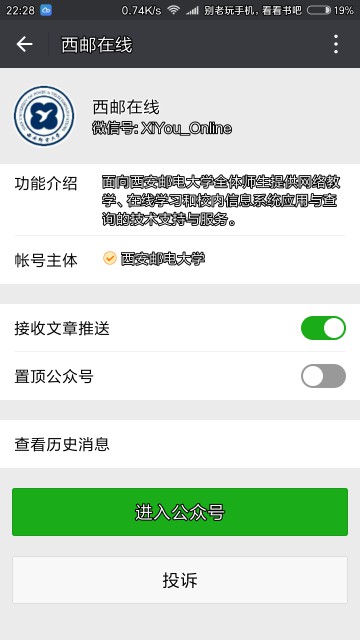 22:28 0.74K/s 别老玩手机，看看书吧 19%
西邮在线
西邮在线
微信号: XiYou_Online
功能介绍 面向西安邮电大学全体师生提供网络教
学、在线学习和校内信息系统应用与查
询的技术支持与服务。
帐号主体 西安邮电大学
接收文章推送
置顶公众号
查看历史消息
进入公众号
投诉